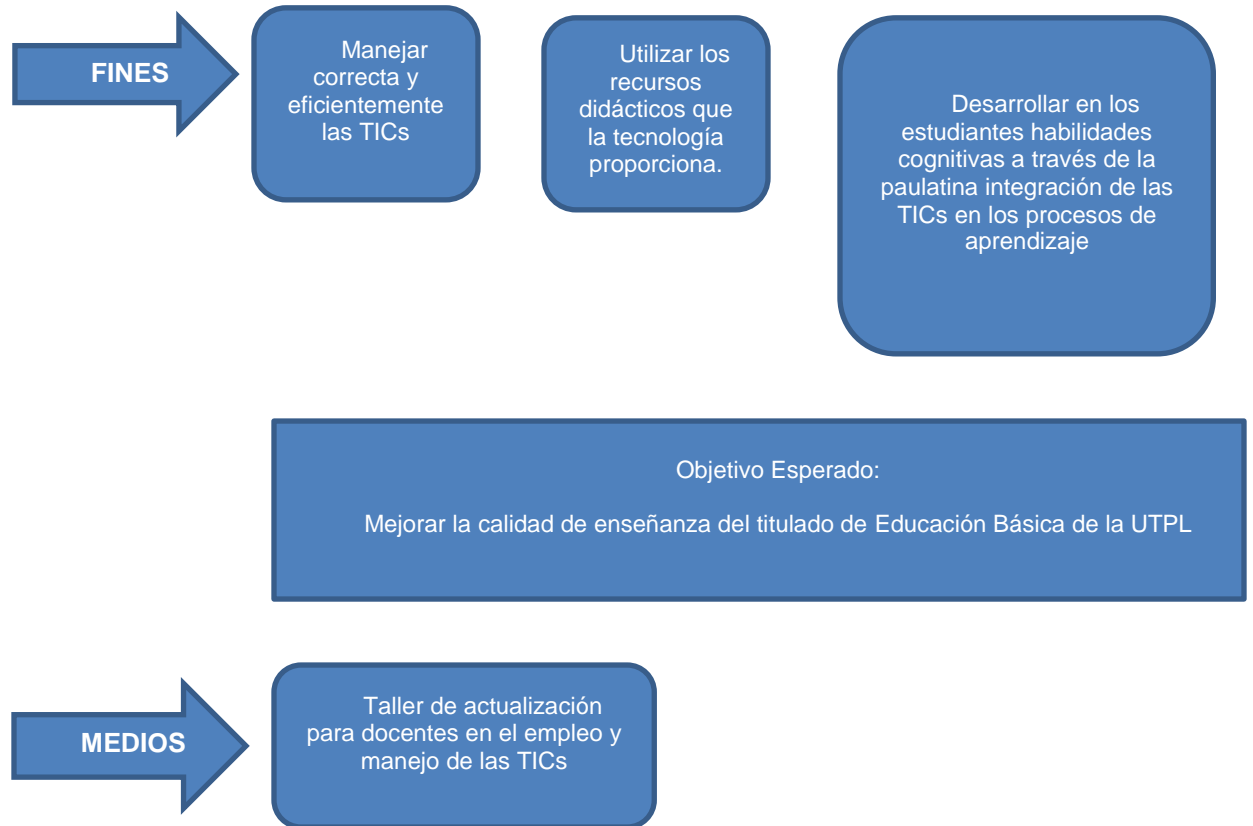 FINES
Manejar
correcta y
eficientemente
las TICs
Utilizar los
recursos
didácticos que
la tecnología
proporciona.
Desarrollar en los
estudiantes habilidades
cognitivas a través de la
paulatina integración de las
TICs en los procesos de
aprendizaje
Objetivo Esperado:
Mejorar la calidad de enseñanza del titulado de Educación Básica de la UTPL
MEDIOS
Taller de actualización
para docentes en el empleo y
manejo de las TICs